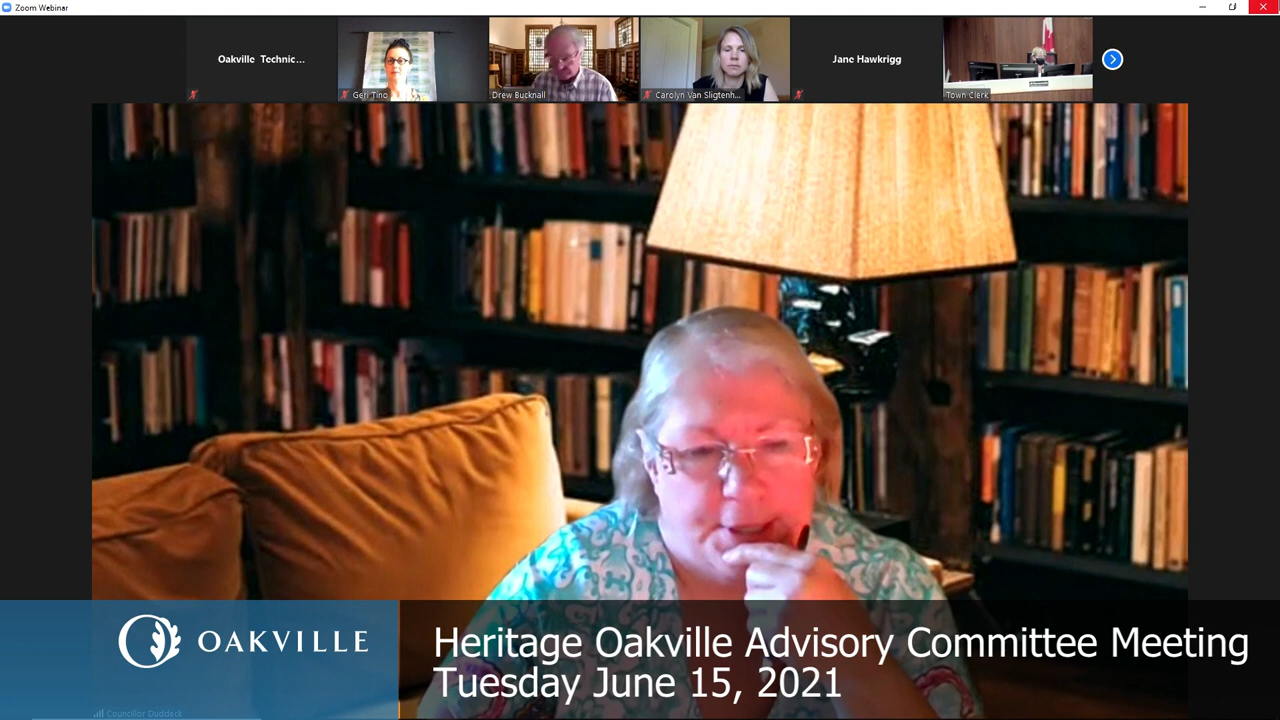 Zoom Webinar
Oakville Technic...
Geri Tino
Drew Bucknall
Carolyn Van Sligtenh...
Jane Hawkrigg
Town Clerk
OAKVILLE
Heritage Oakville Advisory Committee Meeting
Tuesday June 15, 2021
Councillor Duddeck